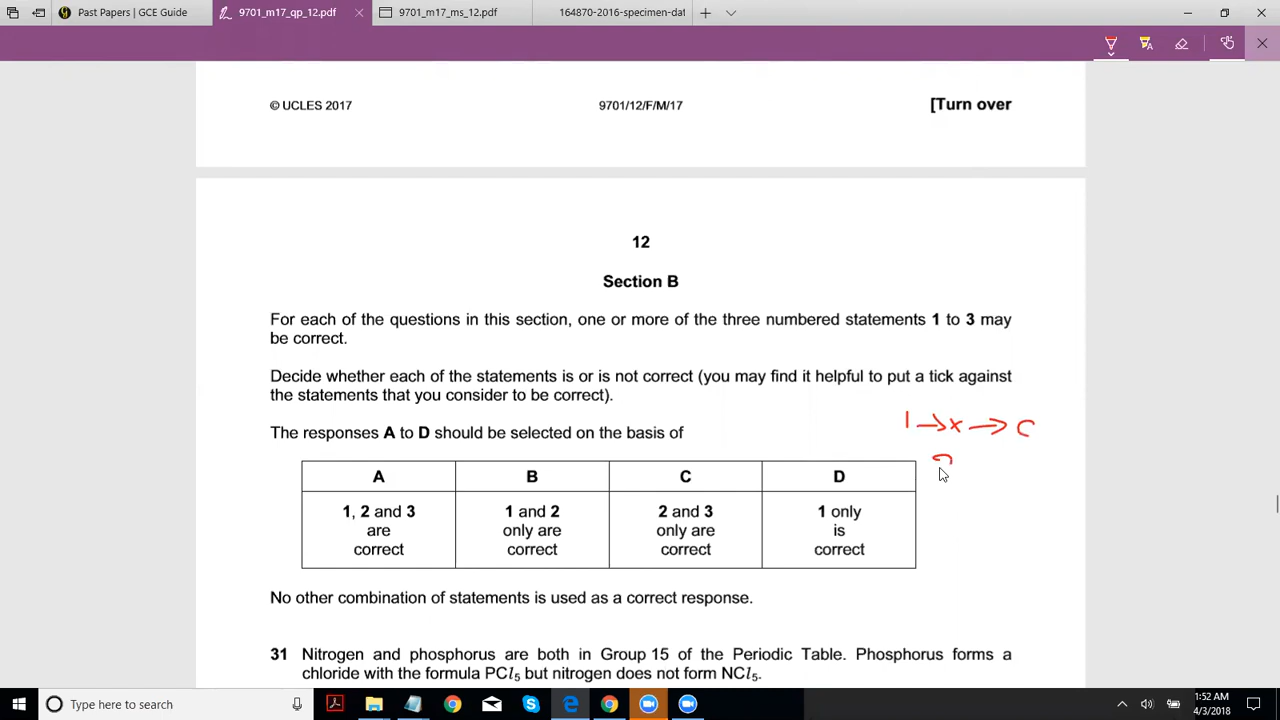 Past Papers | GCE Guide
9701_m17_qp_12.pdf
9701_m17_ms_12.pdf
164870-2016-specimen-dat
© UCLES 2017
9701/12/F/M/17
[Turn over
12
Section B
For each of the questions in this section, one or more of the three numbered statements 1 to 3 may
be correct.
Decide whether each of the statements is or is not correct (you may find it helpful to put a tick against
the statements that you consider to be correct).
1 → x → C
The responses A to D should be selected on the basis of
A B C D
1, 2 and 3 1 and 2 2 and 3 1 only
are only are only are is
correct correct correct correct
No other combination of statements is used as a correct response.
31 Nitrogen and phosphorus are both in Group 15 of the Periodic Table. Phosphorus forms a
chloride with the formula PCl₅ but nitrogen does not form NCl₅.
Type here to search
1:52 AM
4/3/2018